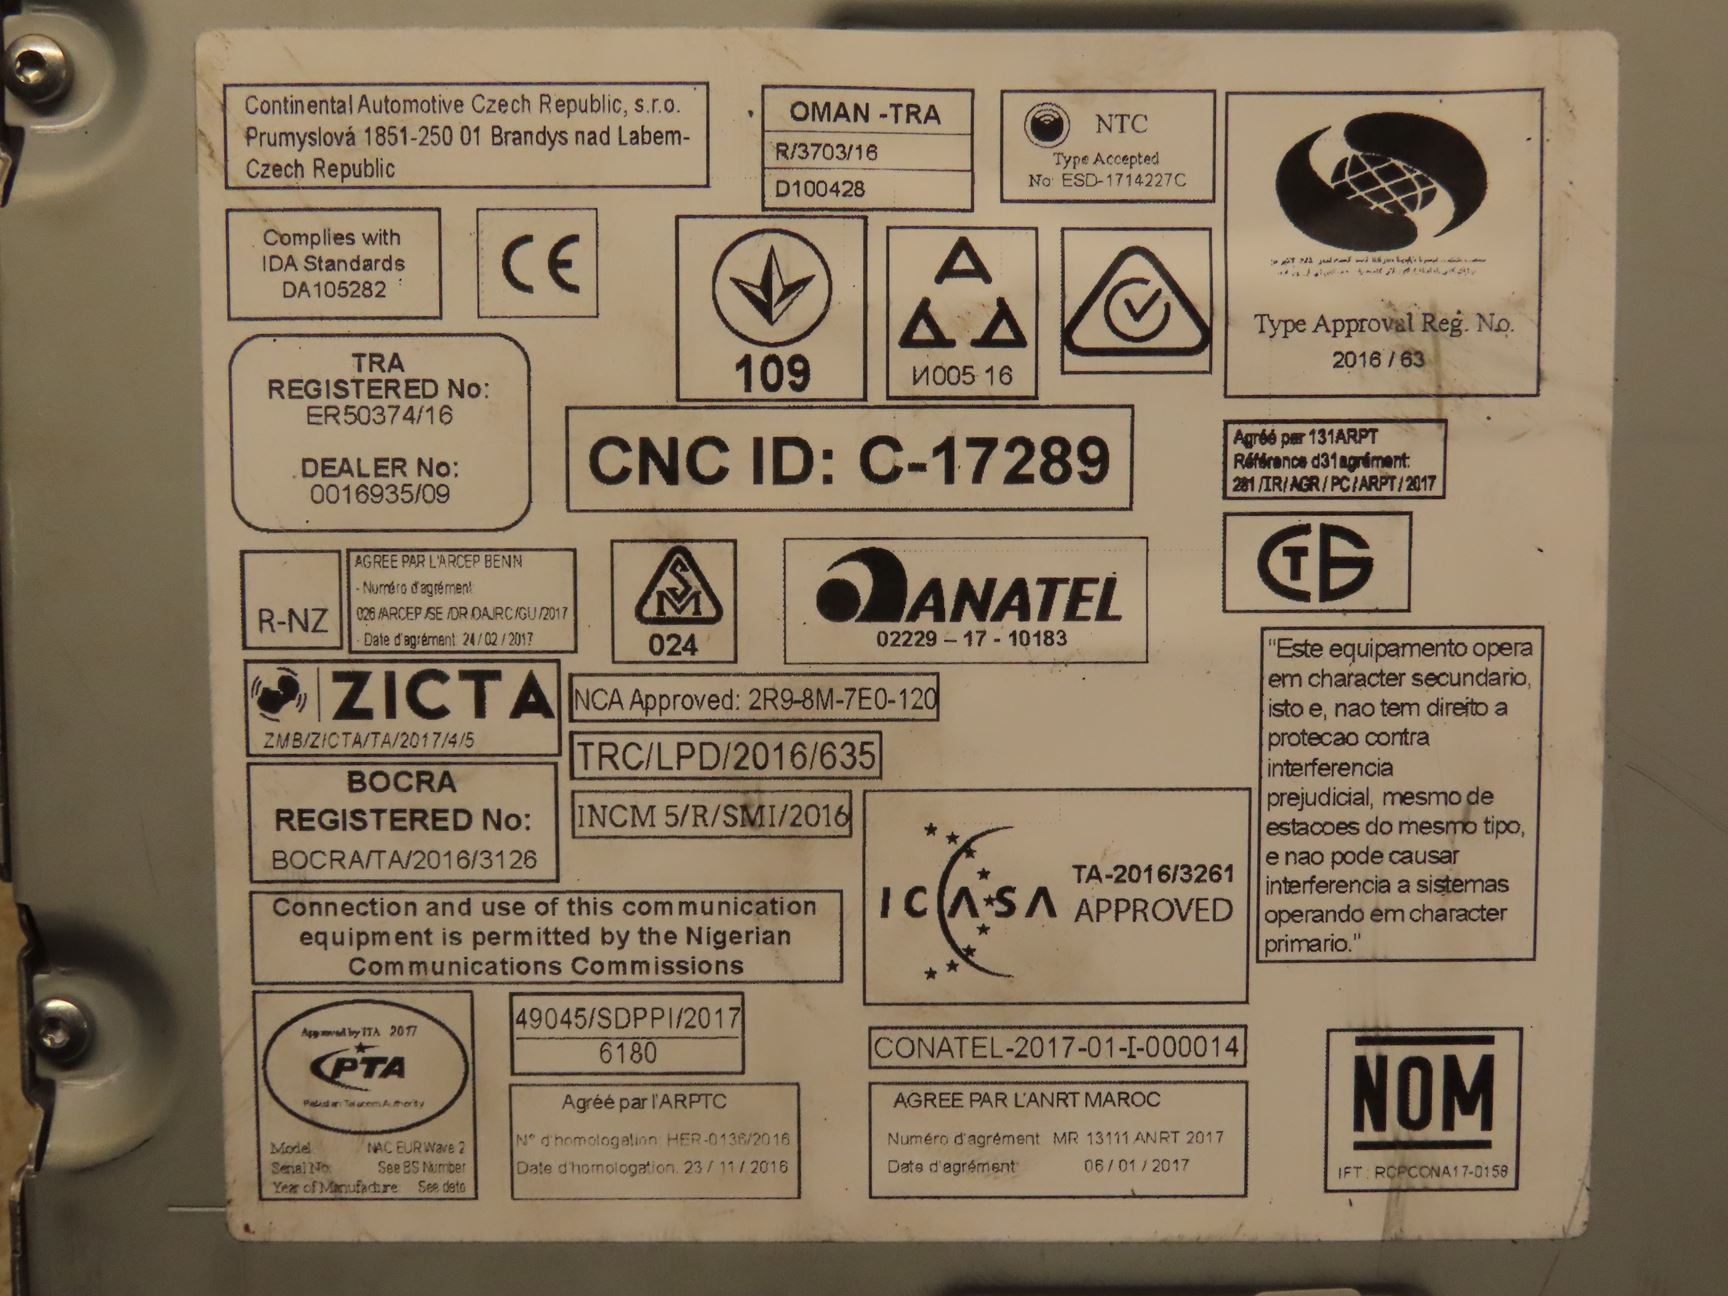 Continental Automotive Czech Republic, s.r.o.
Prumyslová 1851-250 01 Brandys nad Labem-
Czech Republic
OMAN -TRA
R/3703/16
D100428
NTC
Type Accepted
No: ESD-1714227C
Type Approval Reg. No.
2016 / 63
Complies with
IDA Standards
DA105282
CE
109
И005 16
TRA
REGISTERED No:
ER50374/16
DEALER No:
0016935/09
CNC ID: C-17289
Agréé par 131ARPT
Référence d31agrément:
281 /IR/ AGR / PC / ARPT / 2017
R-NZ
AGREE PAR L'ARCEP BENN
- Numéro d'agrément:
026 /ARCEP /SE /DR /DAJRC/GU /2017
- Date d'agrément: 24 / 02 / 2017
SM
024
ANATEL
02229 – 17 - 10183
СТБ
ZICTA
ZMB/ZICTA/TA/2017/4/5
NCA Approved: 2R9-8M-7E0-120
TRC/LPD/2016/635
INCM 5/R/SMI/2016
BOCRA
REGISTERED No:
BOCRA/TA/2016/3126
ICASA
TA-2016/3261
APPROVED
"Este equipamento opera
em character secundario,
isto e, nao tem direito a
protecao contra
interferencia
prejudicial, mesmo de
estacoes do mesmo tipo,
e nao pode causar
interferencia a sistemas
operando em character
primario."
Connection and use of this communication
equipment is permitted by the Nigerian
Communications Commissions
Approved by ITA 2017
PTA
Pakistan Telecom Authority
Model: NAC EUR Wave 2
Serial No: See BS Number
Year of Manufacture: See date
49045/SDPPI/2017
6180
Agréé par l'ARPTC
N° d'homologation: HER-0136/2016
Date d'homologation: 23 / 11 / 2016
CONATEL-2017-01-I-000014
AGREE PAR L'ANRT MAROC
Numéro d'agrément: MR 13111 ANRT 2017
Date d'agrément: 06 / 01 / 2017
NOM
IFT : RCPCONA17-0158